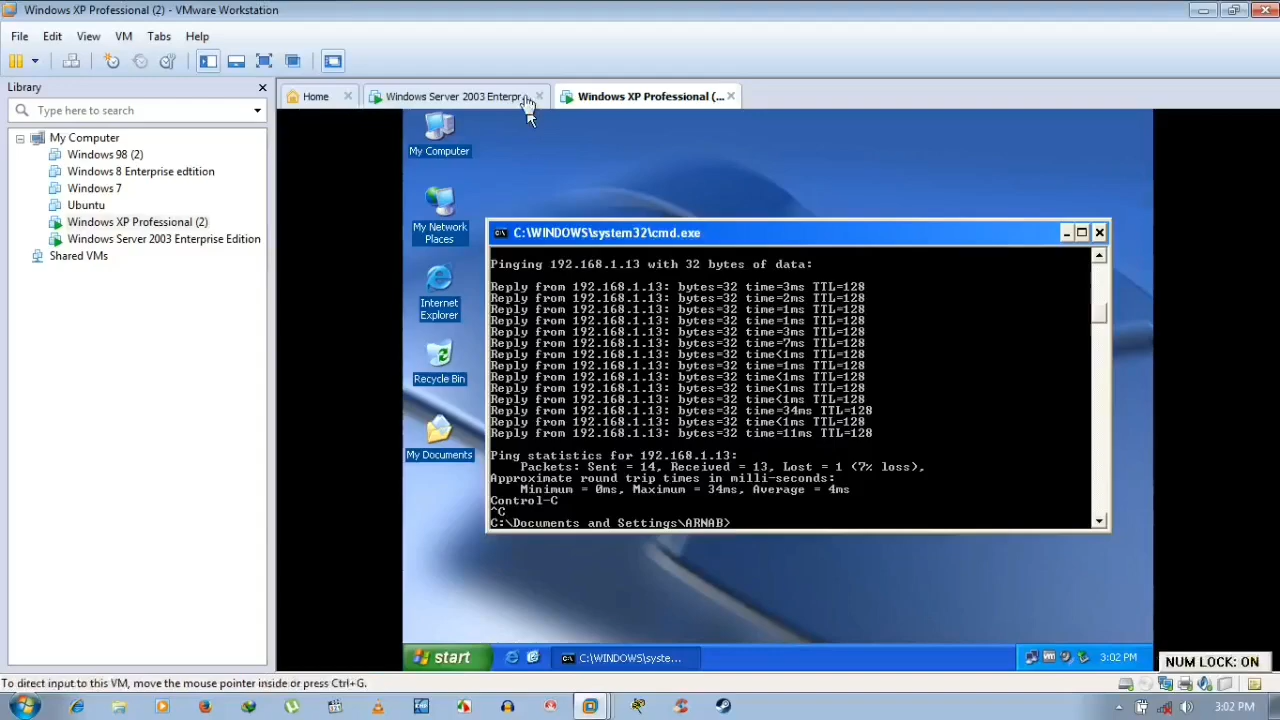 Windows XP Professional (2) - VMware Workstation
File Edit View VM Tabs Help
Library
Type here to search
My Computer
Windows 98 (2)
Windows 8 Enterprise edtition
Windows 7
Ubuntu
Windows XP Professional (2)
Windows Server 2003 Enterprise Edition
Shared VMs
Home
Windows Server 2003 Enterpr
Windows XP Professional (...
My Computer
My Network
Places
Internet
Explorer
Recycle Bin
My Documents
C:\WINDOWS\system32\cmd.exe
Pinging 192.168.1.13 with 32 bytes of data:
Reply from 192.168.1.13: bytes=32 time=3ms TTL=128
Reply from 192.168.1.13: bytes=32 time=2ms TTL=128
Reply from 192.168.1.13: bytes=32 time=1ms TTL=128
Reply from 192.168.1.13: bytes=32 time=1ms TTL=128
Reply from 192.168.1.13: bytes=32 time=3ms TTL=128
Reply from 192.168.1.13: bytes=32 time=7ms TTL=128
Reply from 192.168.1.13: bytes=32 time<1ms TTL=128
Reply from 192.168.1.13: bytes=32 time=1ms TTL=128
Reply from 192.168.1.13: bytes=32 time<1ms TTL=128
Reply from 192.168.1.13: bytes=32 time<1ms TTL=128
Reply from 192.168.1.13: bytes=32 time<1ms TTL=128
Reply from 192.168.1.13: bytes=32 time=34ms TTL=128
Reply from 192.168.1.13: bytes=32 time<1ms TTL=128
Reply from 192.168.1.13: bytes=32 time=11ms TTL=128
Ping statistics for 192.168.1.13:
Packets: Sent = 14, Received = 13, Lost = 1 (7% loss),
Approximate round trip times in milli-seconds:
Minimum = 0ms, Maximum = 34ms, Average = 4ms
Control-C
^C
C:\Documents and Settings\ARNAB>
start
C:\WINDOWS\syste...
3:02 PM
NUM LOCK: ON
To direct input to this VM, move the mouse pointer inside or press Ctrl+G.
3:02 PM